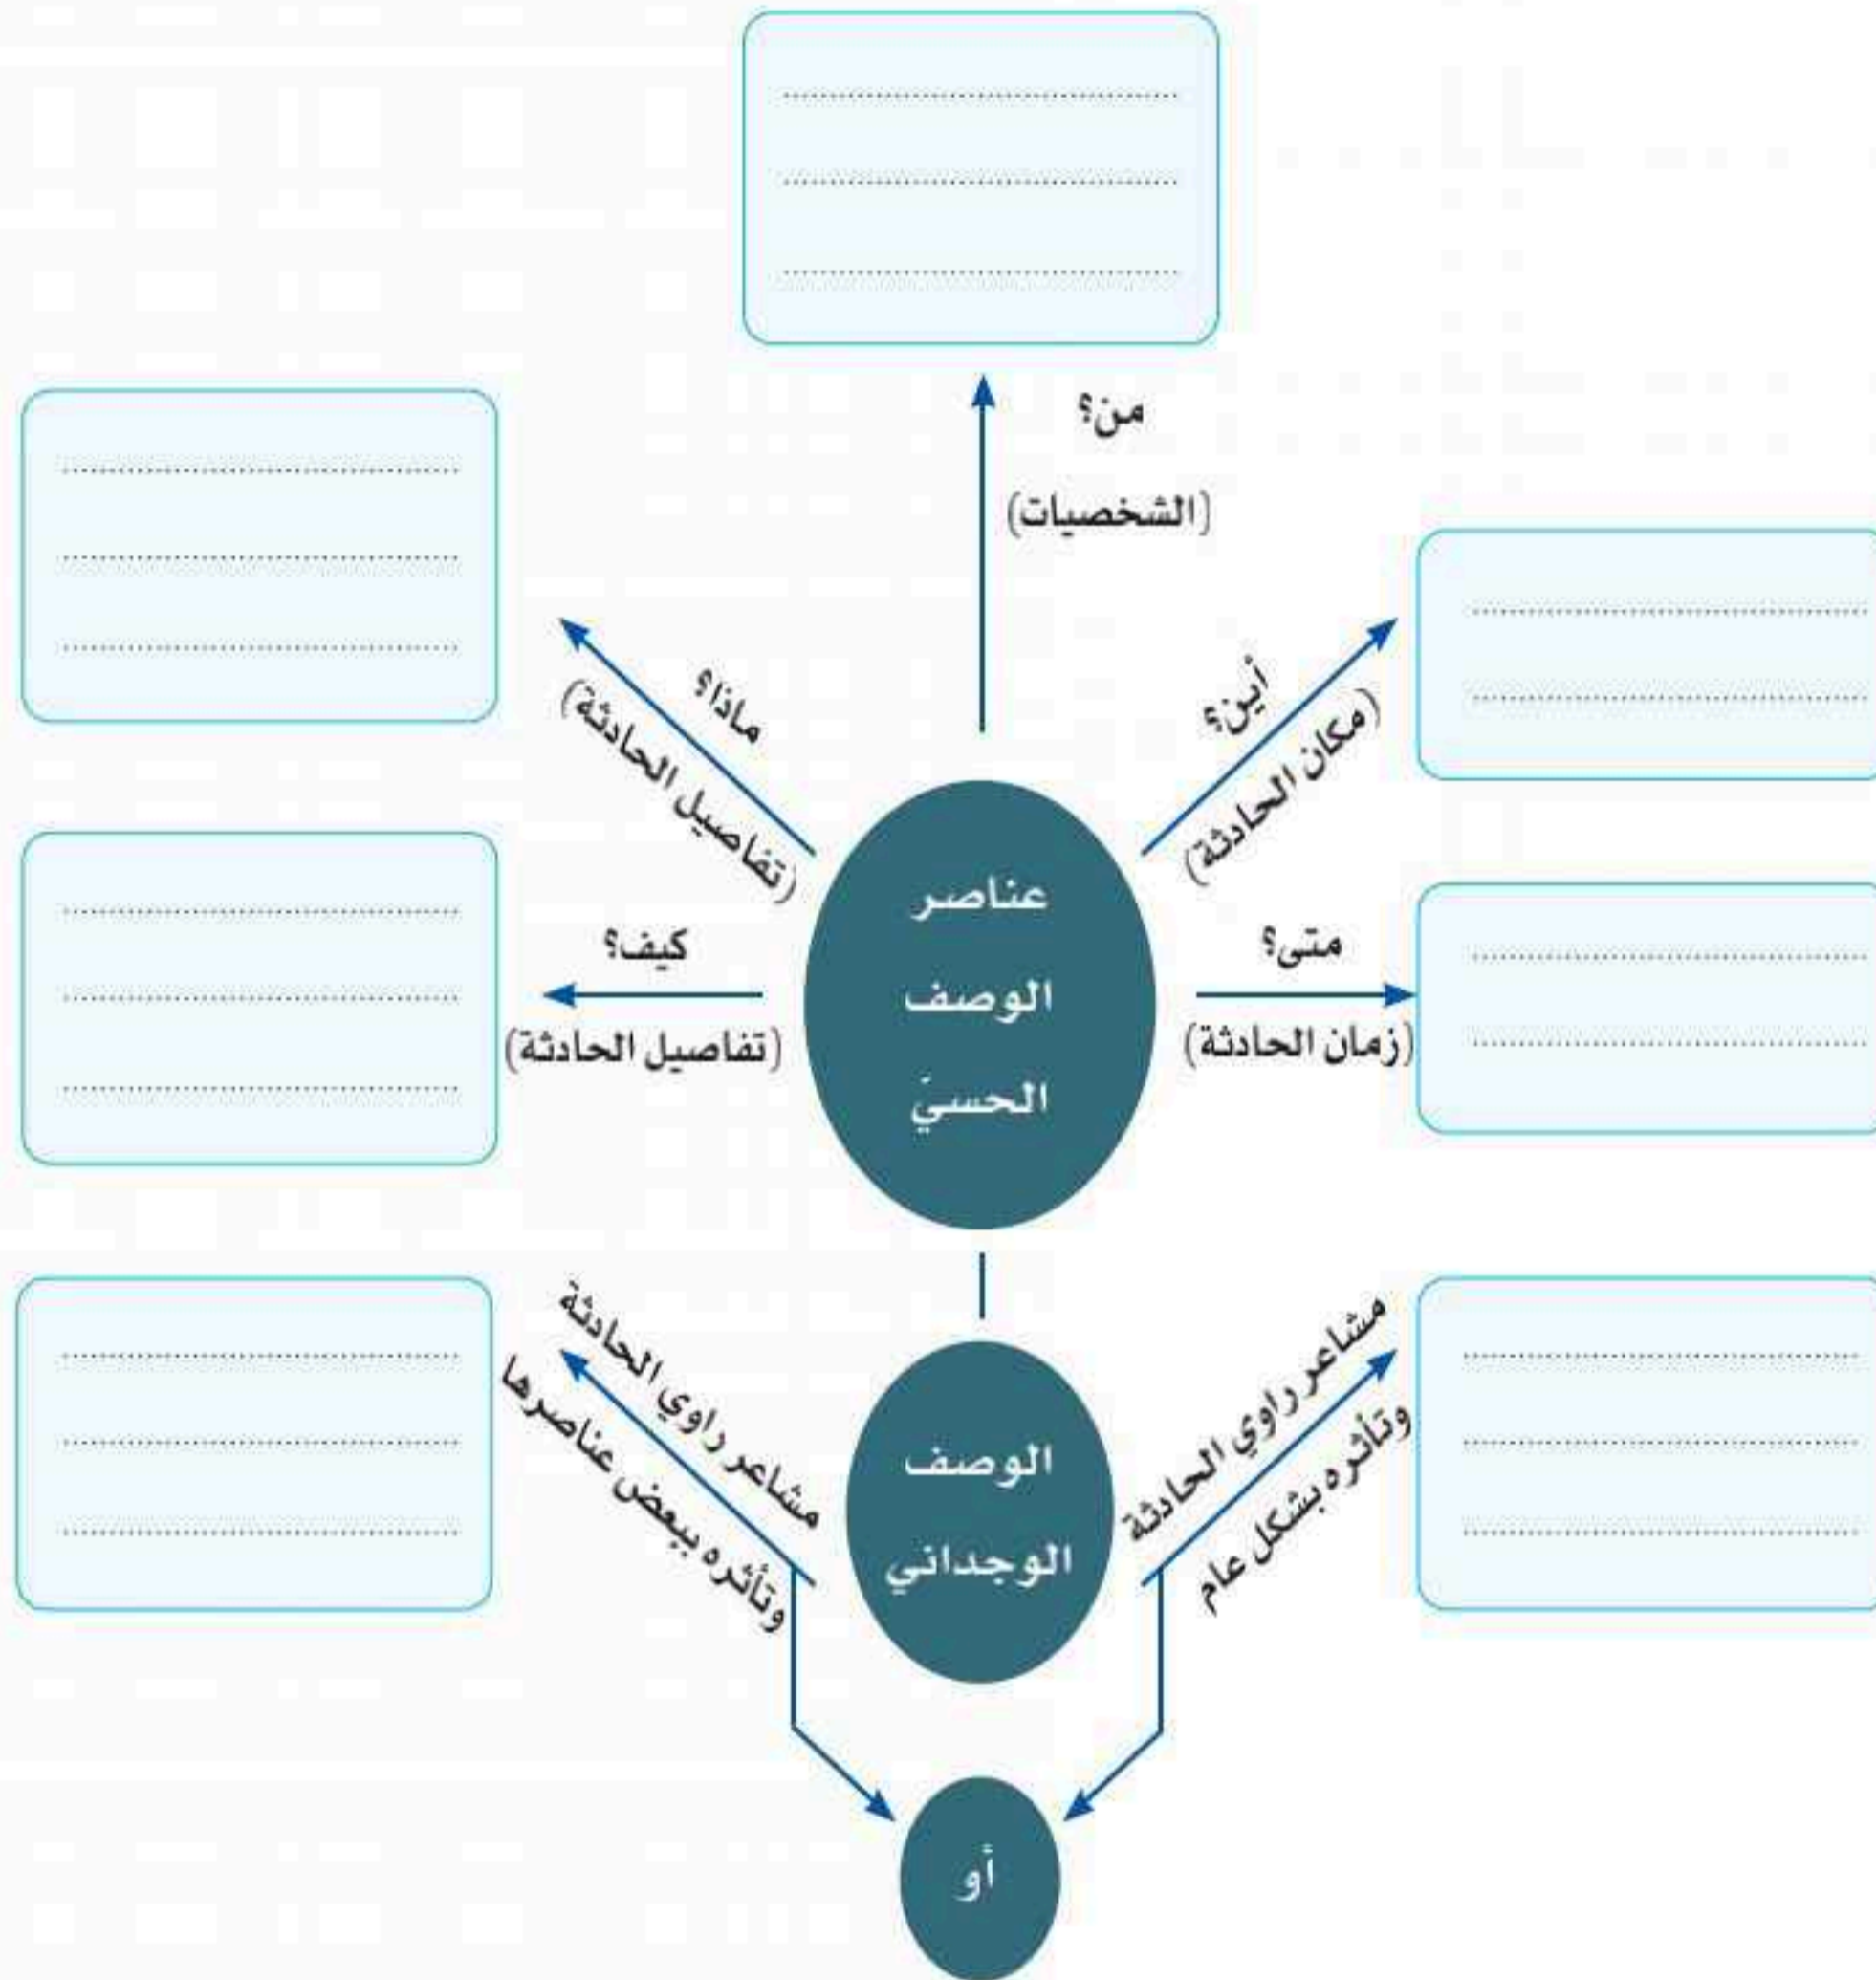 من؟
(الشخصيات)
أين؟
(مكان الحادثة)
ماذا؟
(تفاصيل الحادثة)
عناصر
الوصف
الحسيّ
متى؟
(زمان الحادثة)
كيف؟
(تفاصيل الحادثة)
مشاعر راوي الحادثة
وتأثره بشكل عام
الوصف
الوجداني
مشاعر راوي الحادثة
وتأثره ببعض عناصرها
أو